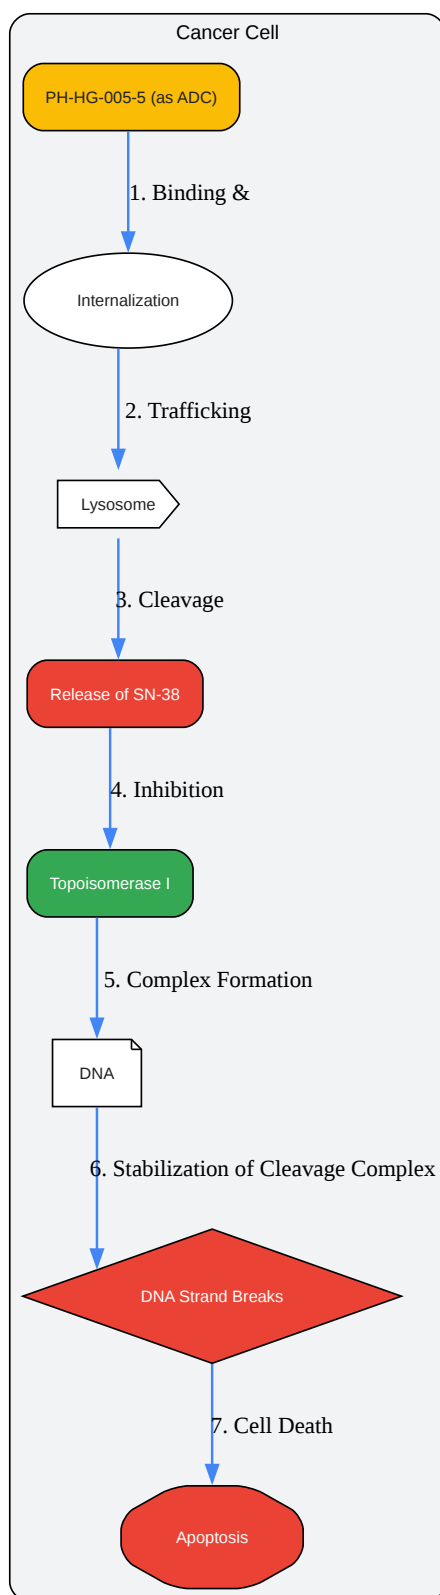 Cancer Cell
PH-HG-005-5 (as ADC)
1. Binding &
Internalization
2. Trafficking
Lysosome
3. Cleavage
Release of SN-38
4. Inhibition
Topoisomerase I
5. Complex Formation
DNA
6. Stabilization of Cleavage Complex
DNA Strand Breaks
7. Cell Death
Apoptosis